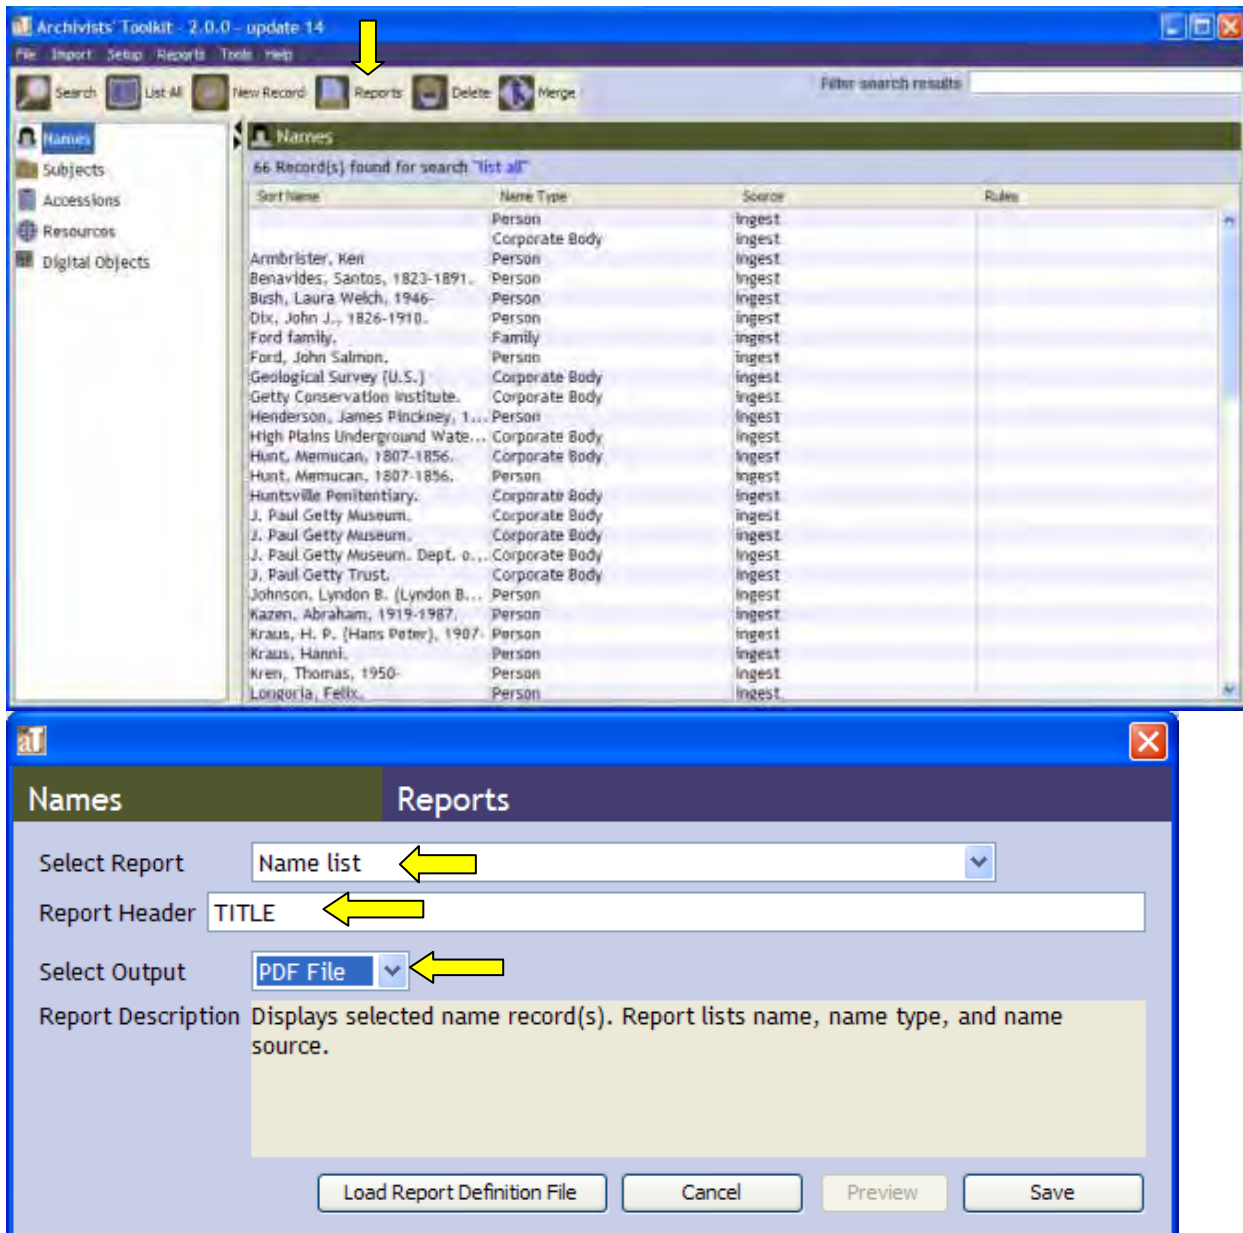 Archivists' Toolkit - 2.0.0 - update 14
File Import Setup Reports Tools Help
Search List All New Record Reports Delete Merge Filter search results
Names
Subjects
Accessions
Resources
Digital Objects
Names
66 Record(s) found for search "list all"
Sort Name Name Type Source Rules
Person ingest
Corporate Body ingest
Armbrister, Ken Person ingest
Benavides, Santos, 1823-1891. Person ingest
Bush, Laura Welch, 1946- Person ingest
Dix, John J., 1826-1910. Person ingest
Ford family. Family ingest
Ford, John Salmon. Person ingest
Geological Survey (U.S.) Corporate Body ingest
Getty Conservation Institute. Corporate Body ingest
Henderson, James Pinckney, 1... Person ingest
High Plains Underground Wate... Corporate Body ingest
Hunt, Memucan, 1807-1856. Corporate Body ingest
Hunt, Memucan, 1807-1856. Person ingest
Huntsville Penitentiary. Corporate Body ingest
J. Paul Getty Museum. Corporate Body ingest
J. Paul Getty Museum. Corporate Body ingest
J. Paul Getty Museum. Dept. o... Corporate Body ingest
J. Paul Getty Trust. Corporate Body ingest
Johnson, Lyndon B. (Lyndon B... Person ingest
Kazen, Abraham, 1919-1987. Person ingest
Kraus, H. P. (Hans Peter), 1907- Person ingest
Kraus, Hanni. Person ingest
Kren, Thomas, 1950- Person ingest
Longoria, Felix. Person ingest
aT
Names Reports
Select Report Name list
Report Header TITLE
Select Output PDF File
Report Description Displays selected name record(s). Report lists name, name type, and name
source.
Load Report Definition File Cancel Preview Save